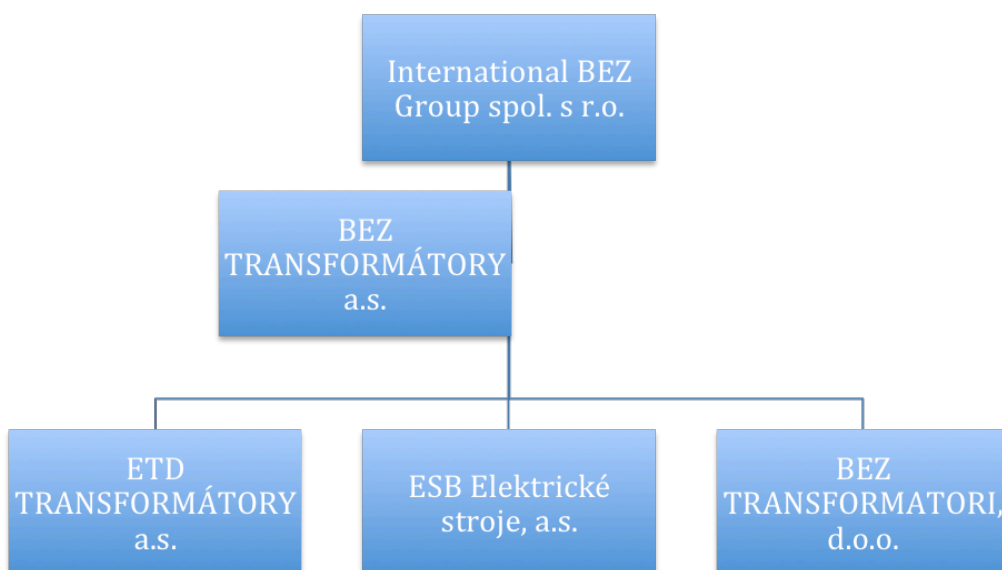 International BEZ
Group spol. s r.o.
BEZ
TRANSFORMÁTORY
a.s.
ETD
TRANSFORMÁTORY
a.s.
ESB Elektrické
stroje, a.s.
BEZ
TRANSFORMATORI,
d.o.o.